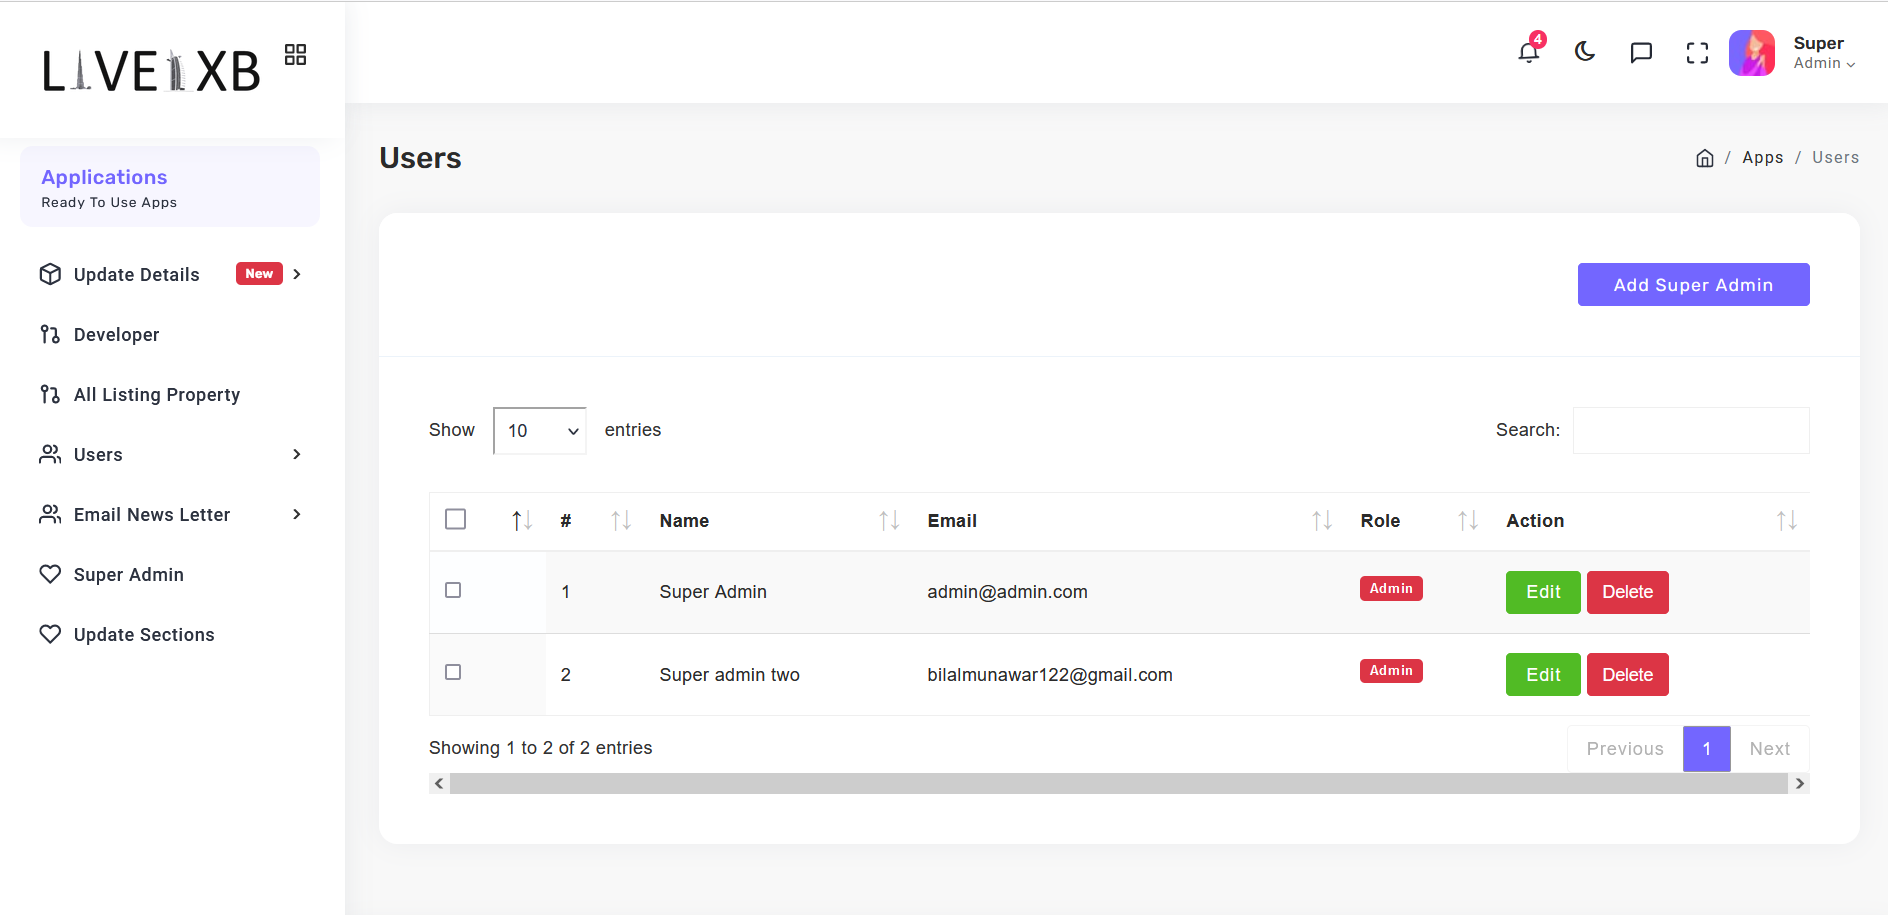 LIVE DXB
4
Super
Admin
Applications
Ready To Use Apps
Update Details New
Developer
All Listing Property
Users
Email News Letter
Super Admin
Update Sections
Users
/ Apps / Users
Add Super Admin
Show 10 entries
Search:
# Name Email Role Action
1 Super Admin admin@admin.com Admin Edit Delete
2 Super admin two bilalmunawar122@gmail.com Admin Edit Delete
Showing 1 to 2 of 2 entries
Previous 1 Next